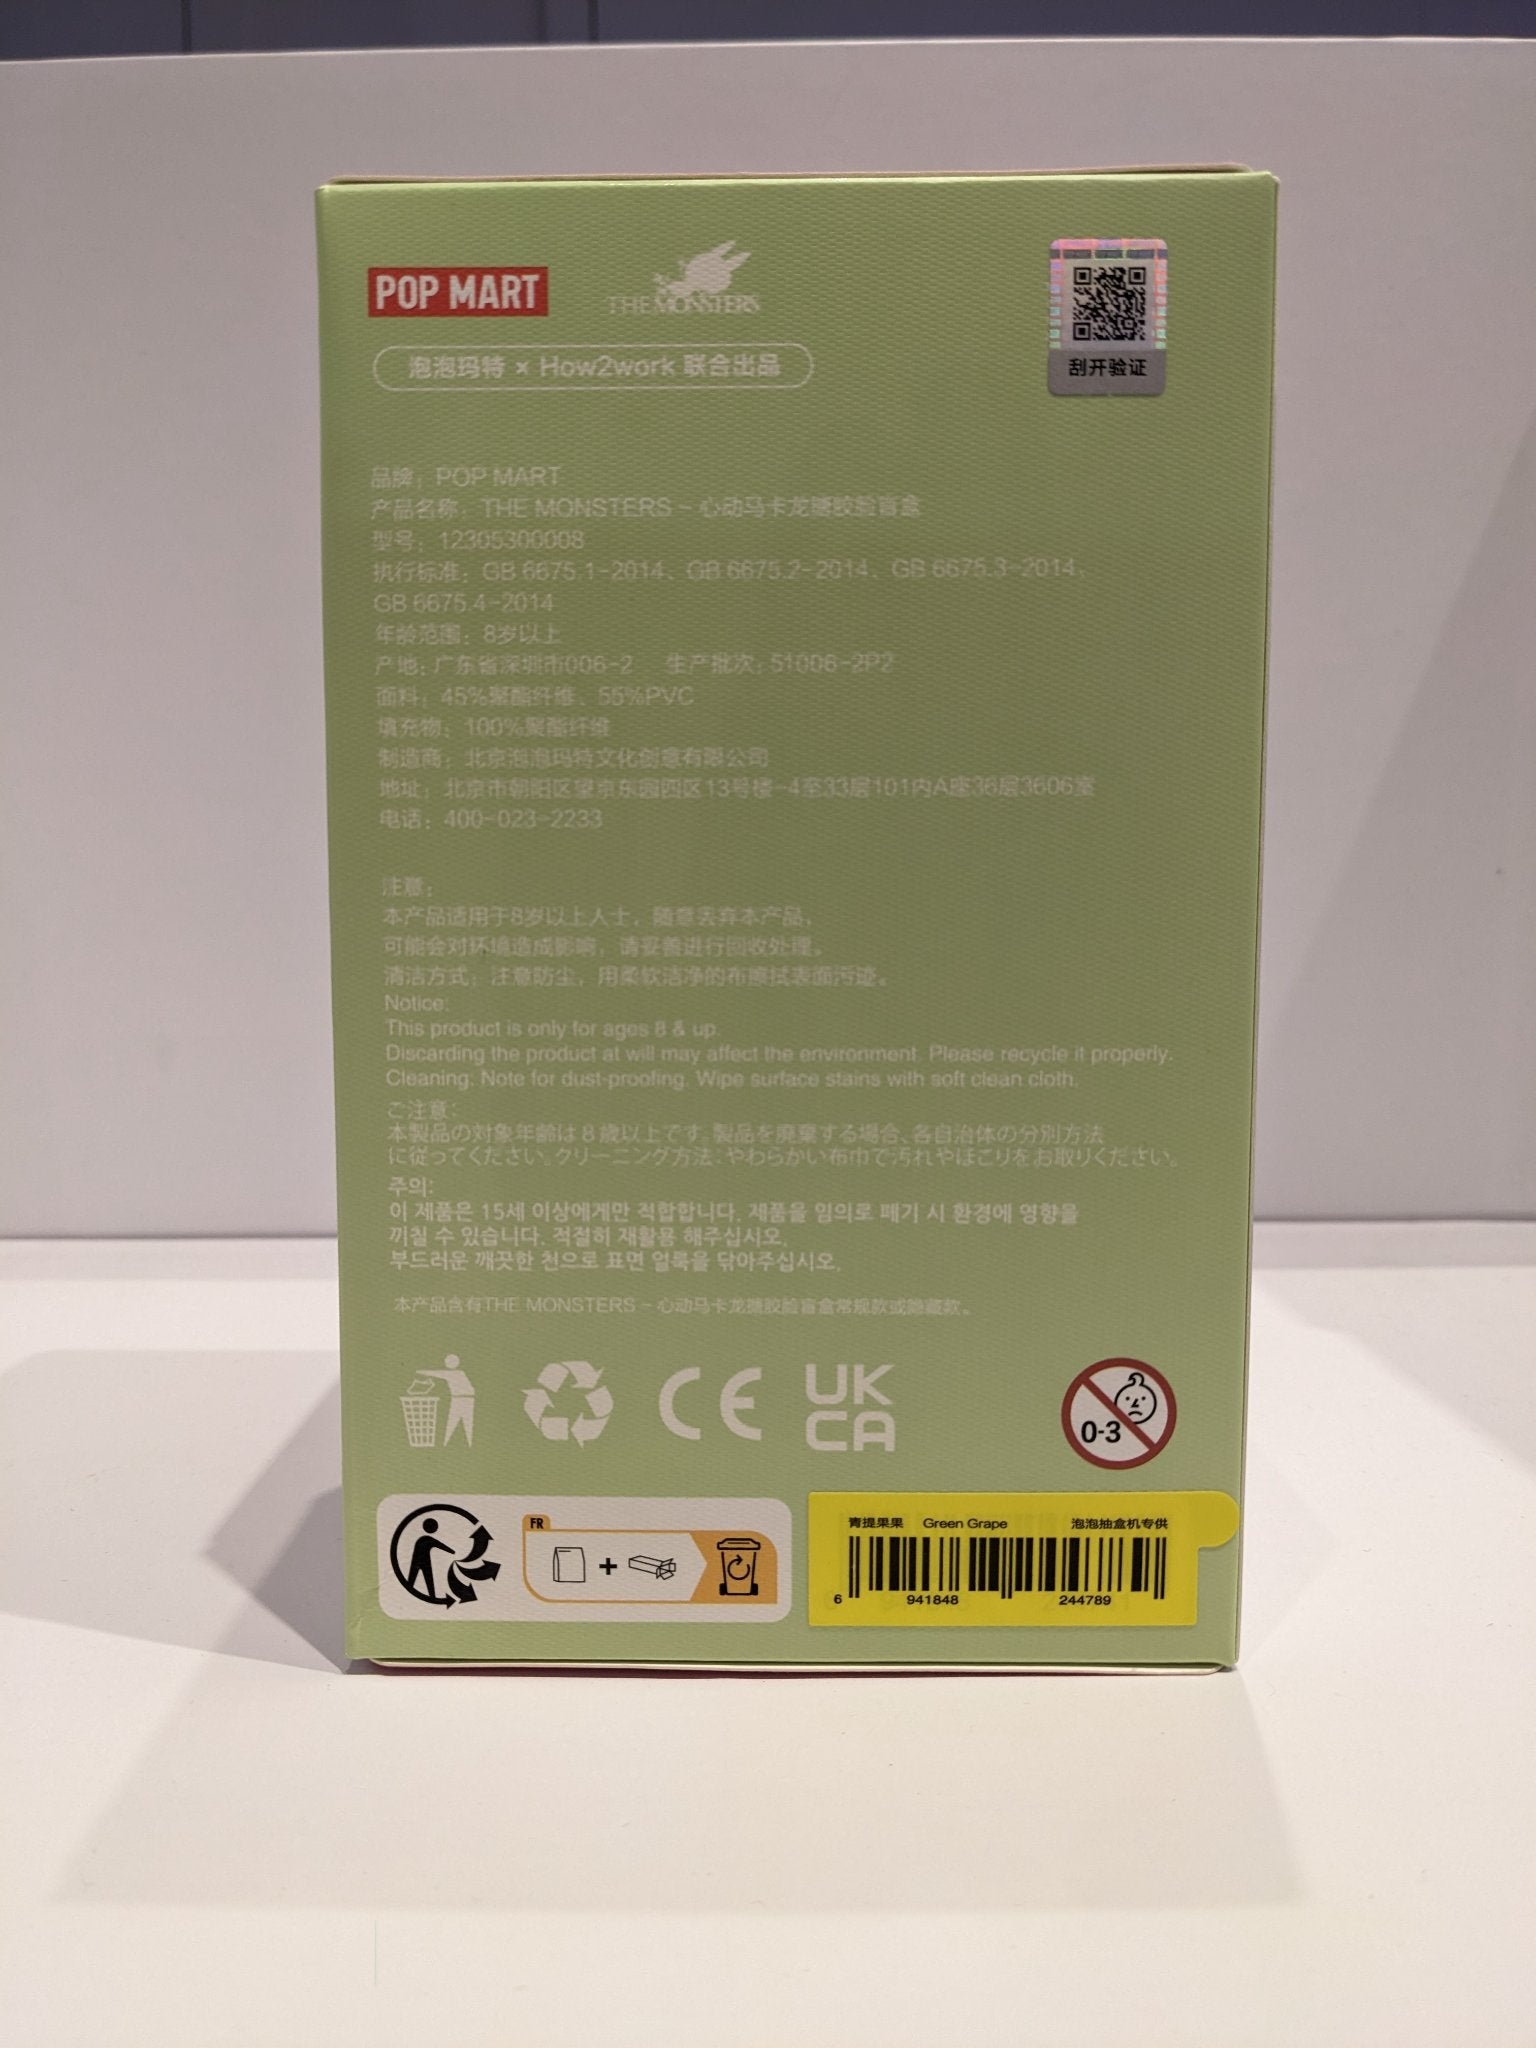 POP MART
THE MONSTERS
泡泡玛特 × How2work 联合出品
刮开验证
品牌：POP MART
产品名称：THE MONSTERS - 心动马卡龙搪胶脸盲盒
型号：12305300008
执行标准：GB 6675.1-2014、GB 6675.2-2014、GB 6675.3-2014、
GB 6675.4-2014
年龄范围：8岁以上
产地：广东省深圳市006-2 生产批次：51006-2P2
面料：45%聚酯纤维、55%PVC
填充物：100%聚酯纤维
制造商：北京泡泡玛特文化创意有限公司
地址：北京市朝阳区望京东园四区13号楼-4至33层101内A座36层3606室
电话：400-023-2233
注意：
本产品适用于8岁以上人士，随意丢弃本产品，
可能会对环境造成影响，请妥善进行回收处理。
清洁方式：注意防尘，用柔软洁净的布擦拭表面污迹。
Notice:
This product is only for ages 8 & up.
Discarding the product at will may affect the environment. Please recycle it properly.
Cleaning: Note for dust-proofing. Wipe surface stains with soft clean cloth.
ご注意：
本製品の対象年齢は8歳以上です。製品を廃棄する場合、各自治体の分別方法
に従ってください。クリーニング方法：やわらかい布巾で汚れやほこりをお取りください。
주의:
이 제품은 15세 이상에게만 적합합니다. 제품을 임의로 폐기 시 환경에 영향을
끼칠 수 있습니다. 적절히 재활용 해주십시오.
부드러운 깨끗한 천으로 표면 얼룩을 닦아주십시오.
本产品含有THE MONSTERS - 心动马卡龙搪胶脸盲盒常规款或隐藏款。
CE
UK
CA
0-3
FR
+
青提果果 Green Grape 泡泡抽盒机专供
6 941848 244789